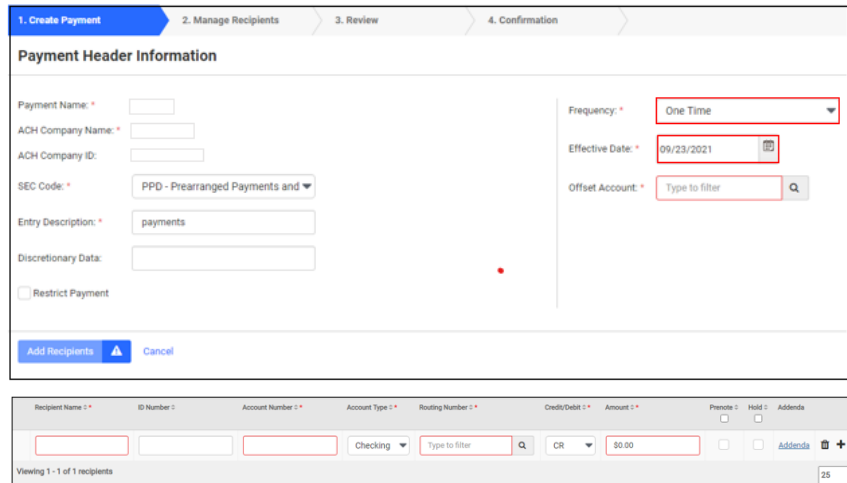 1. Create Payment 2. Manage Recipients 3. Review 4. Confirmation
Payment Header Information
Payment Name: *
ACH Company Name: *
ACH Company ID:
SEC Code: * PPD - Prearranged Payments and
Entry Description: * payments
Discretionary Data:
Restrict Payment
Frequency: * One Time
Effective Date: * 09/23/2021
Offset Account: * Type to filter
Add Recipients Cancel
Recipient Name * ID Number Account Number * Account Type * Routing Number * Credit/Debit * Amount * Prenote Hold Addenda
Checking Type to filter CR $0.00 Addenda
Viewing 1 - 1 of 1 recipients 25